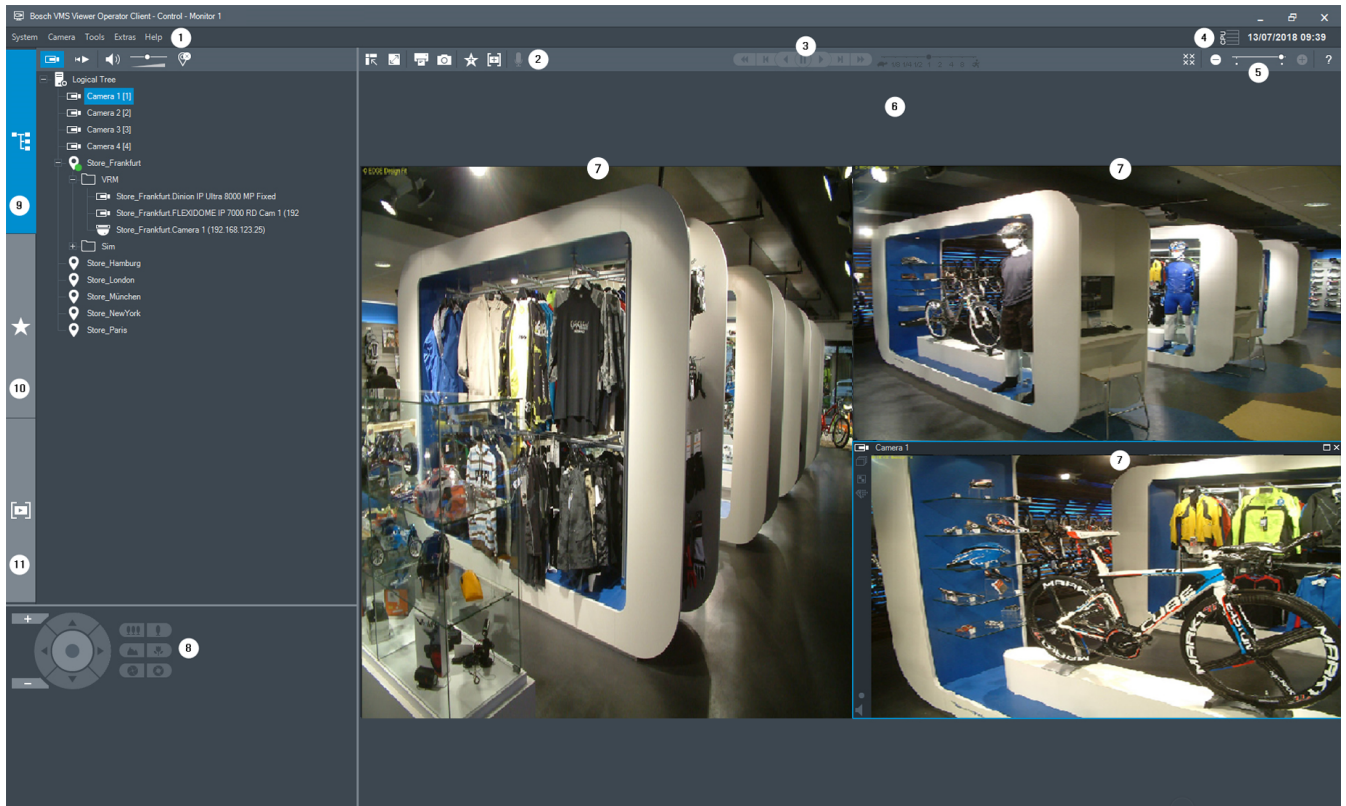 Bosch VMS Viewer Operator Client - Control - Monitor 1
System Camera Tools Extras Help 1
3
4 13/07/2018 09:39
2
5
?
Logical Tree
Camera 1 [1]
Camera 2 [2]
Camera 3 [3]
Camera 4 [4]
Store_Frankfurt
VRM
Store_Frankfurt.Dinion IP Ultra 8000 MP Fixed
Store_Frankfurt.FLEXIDOME IP 7000 RD Cam 1 (192
Store_Frankfurt.Camera 1 (192.168.123.25)
Sim
Store_Hamburg
Store_London
Store_München
Store_NewYork
Store_Paris
6
7
© EDGE Design Fit
7
9
10
11
8
Camera 1
7
CUBE